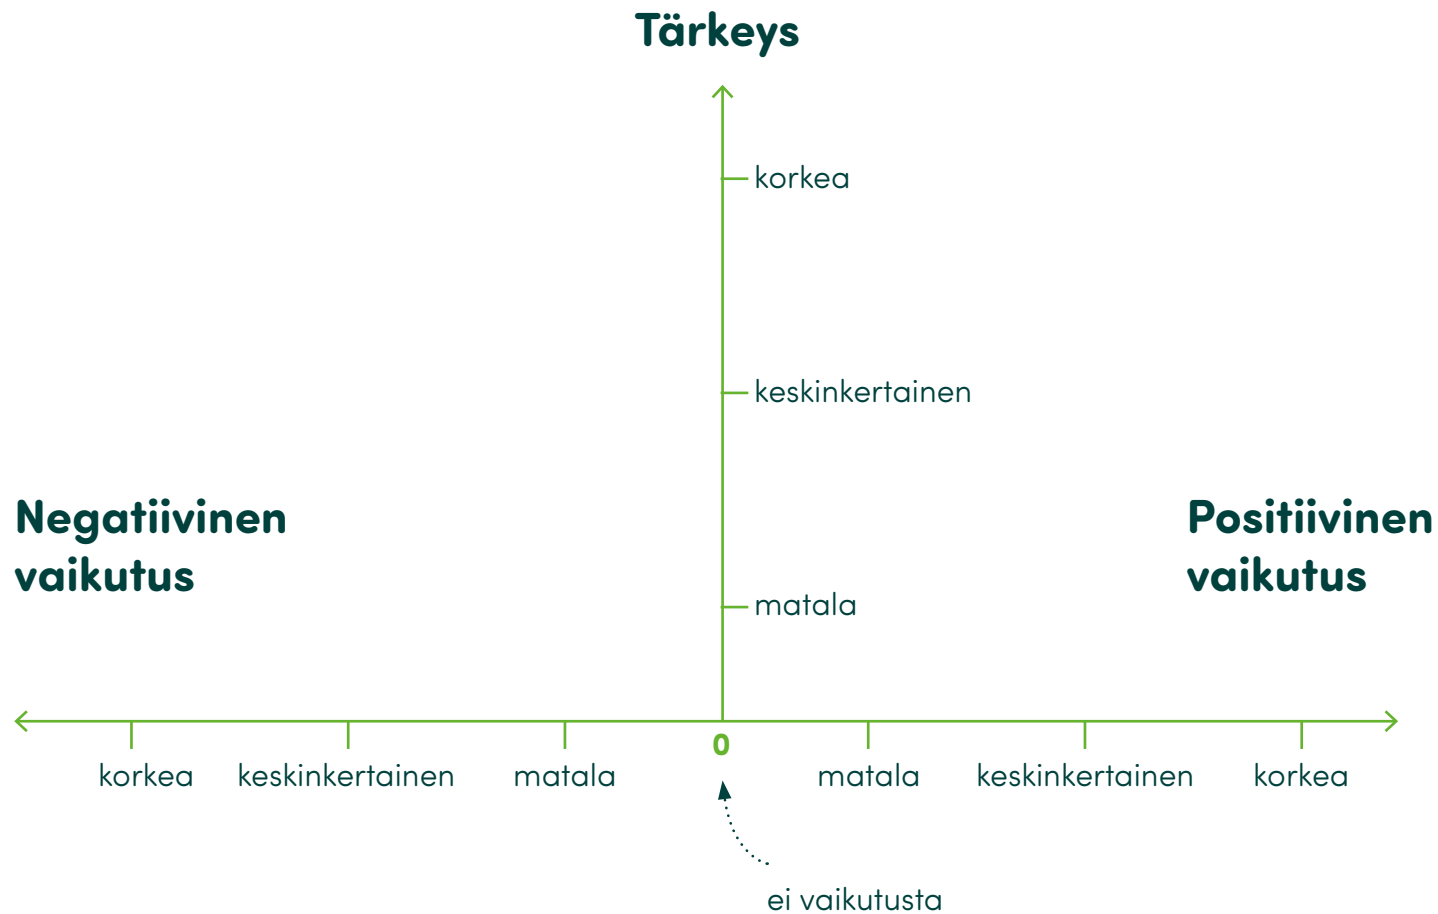 Tärkeys
korkea
keskinkertainen
Negatiivinen
vaikutus
Positiivinen
vaikutus
matala
0
korkea keskinkertainen matala matala keskinkertainen korkea
ei vaikutusta